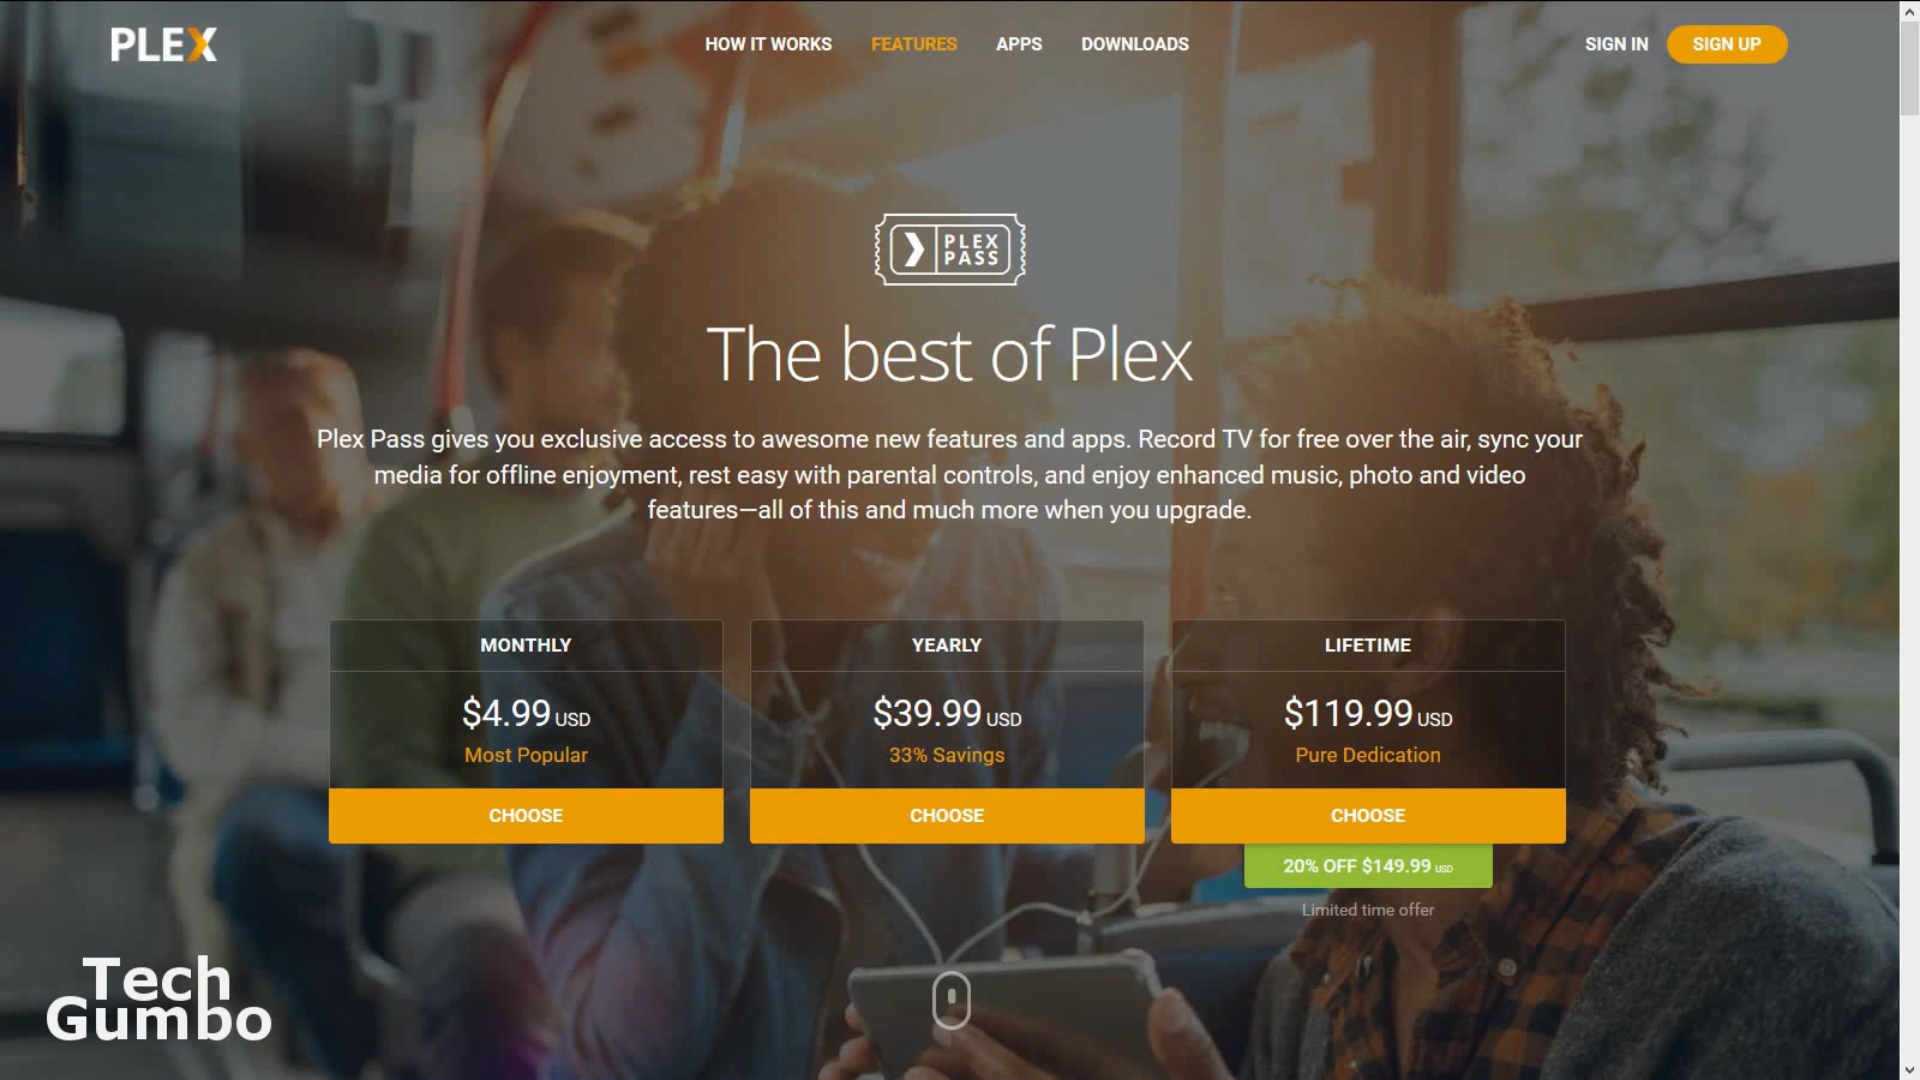 PLEX
HOW IT WORKS FEATURES APPS DOWNLOADS
SIGN IN SIGN UP
PLEX
PASS
The best of Plex
Plex Pass gives you exclusive access to awesome new features and apps. Record TV for free over the air, sync your
media for offline enjoyment, rest easy with parental controls, and enjoy enhanced music, photo and video
features—all of this and much more when you upgrade.
MONTHLY
$4.99 USD
Most Popular
CHOOSE
YEARLY
$39.99 USD
33% Savings
CHOOSE
LIFETIME
$119.99 USD
Pure Dedication
CHOOSE
20% OFF $149.99 USD
Limited time offer
Tech
Gumbo